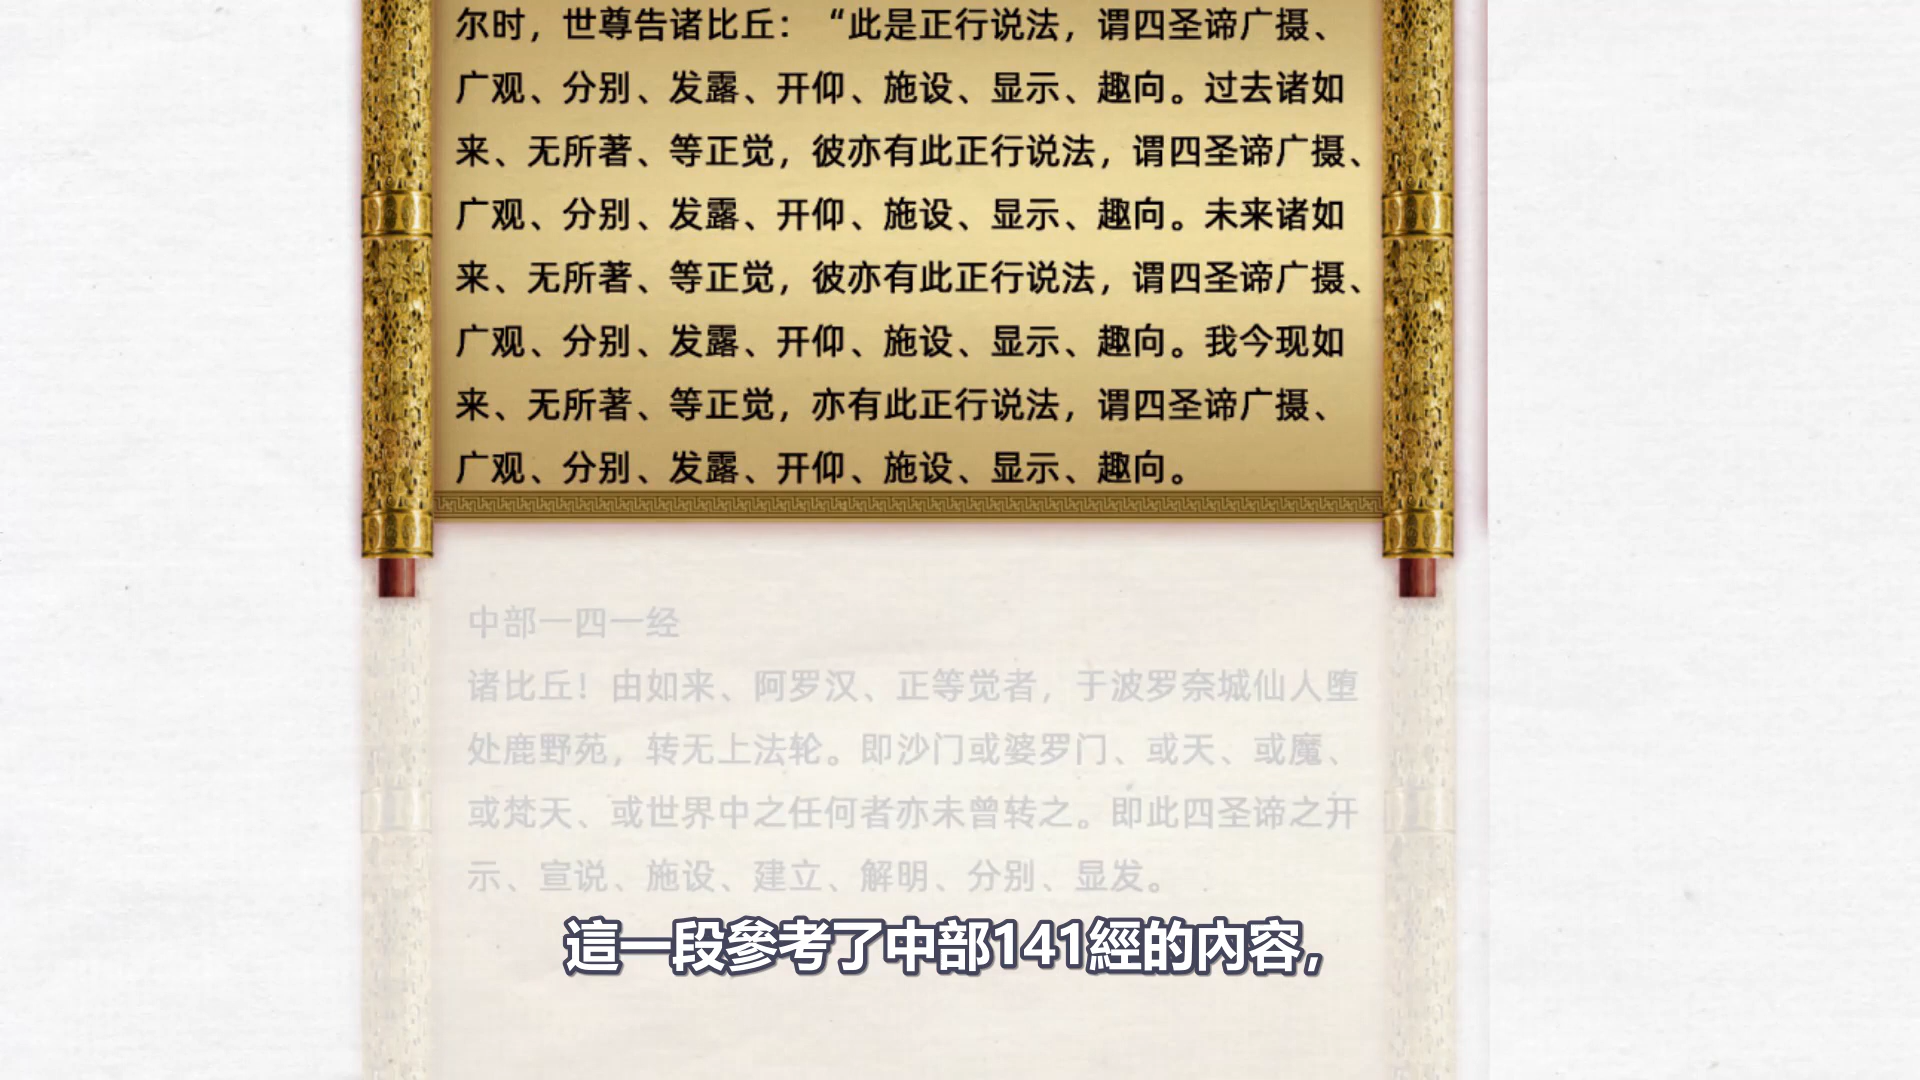 尔时，世尊告诸比丘：“此是正行说法，谓四圣谛广摄、
广观、分别、发露、开仰、施设、显示、趣向。过去诸如
来、无所著、等正觉，彼亦有此正行说法，谓四圣谛广摄、
广观、分别、发露、开仰、施设、显示、趣向。未来诸如
来、无所著、等正觉，彼亦有此正行说法，谓四圣谛广摄、
广观、分别、发露、开仰、施设、显示、趣向。我今现如
来、无所著、等正觉，亦有此正行说法，谓四圣谛广摄、
广观、分别、发露、开仰、施设、显示、趣向。
中部一四一经
诸比丘！由如来、阿罗汉、正等觉者，于波罗奈城仙人堕
处鹿野苑，转无上法轮。即沙门或婆罗门、或天、或魔、
或梵天、或世界中之任何者亦未曾转之。即此四圣谛之开
示、宣说、施设、建立、解明、分别、显发。
這一段參考了中部141經的內容,